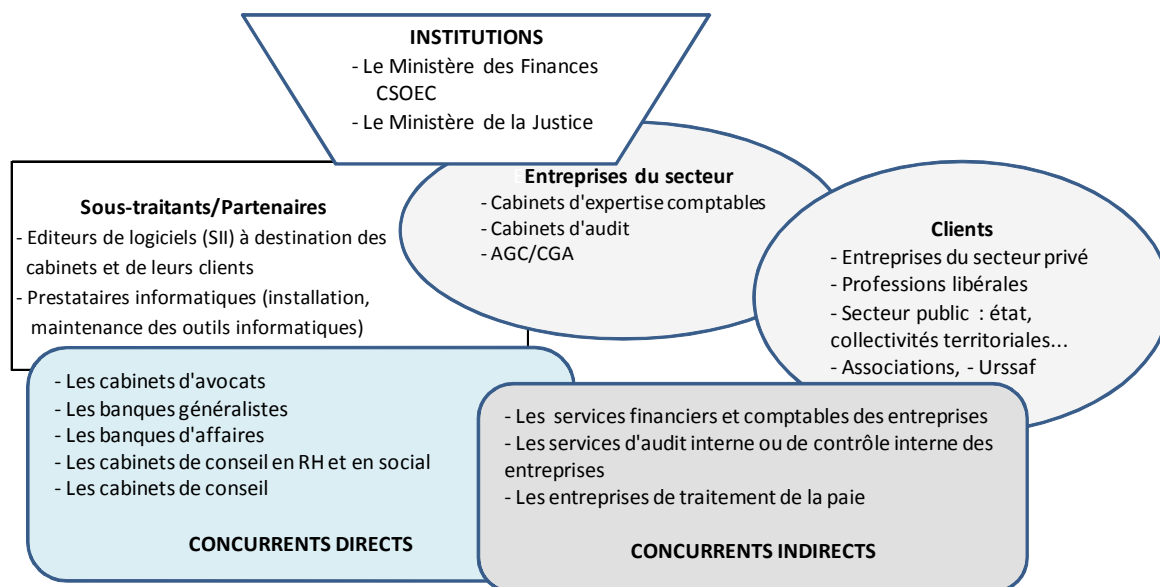 INSTITUTIONS
- Le Ministère des Finances
CSOEC
- Le Ministère de la Justice
Entreprises du secteur
- Cabinets d'expertise comptables
- Cabinets d'audit
- AGC/CGA
Sous-traitants/Partenaires
- Editeurs de logiciels (SII) à destination des
cabinets et de leurs clients
- Prestataires informatiques (installation,
maintenance des outils informatiques)
Clients
- Entreprises du secteur privé
- Professions libérales
- Secteur public : état,
collectivités territoriales...
- Associations, - Urssaf
- Les cabinets d'avocats
- Les banques généralistes
- Les banques d'affaires
- Les cabinets de conseil en RH et en social
- Les cabinets de conseil
CONCURRENTS DIRECTS
- Les services financiers et comptables des entreprises
- Les services d'audit interne ou de contrôle interne des
entreprises
- Les entreprises de traitement de la paie
CONCURRENTS INDIRECTS